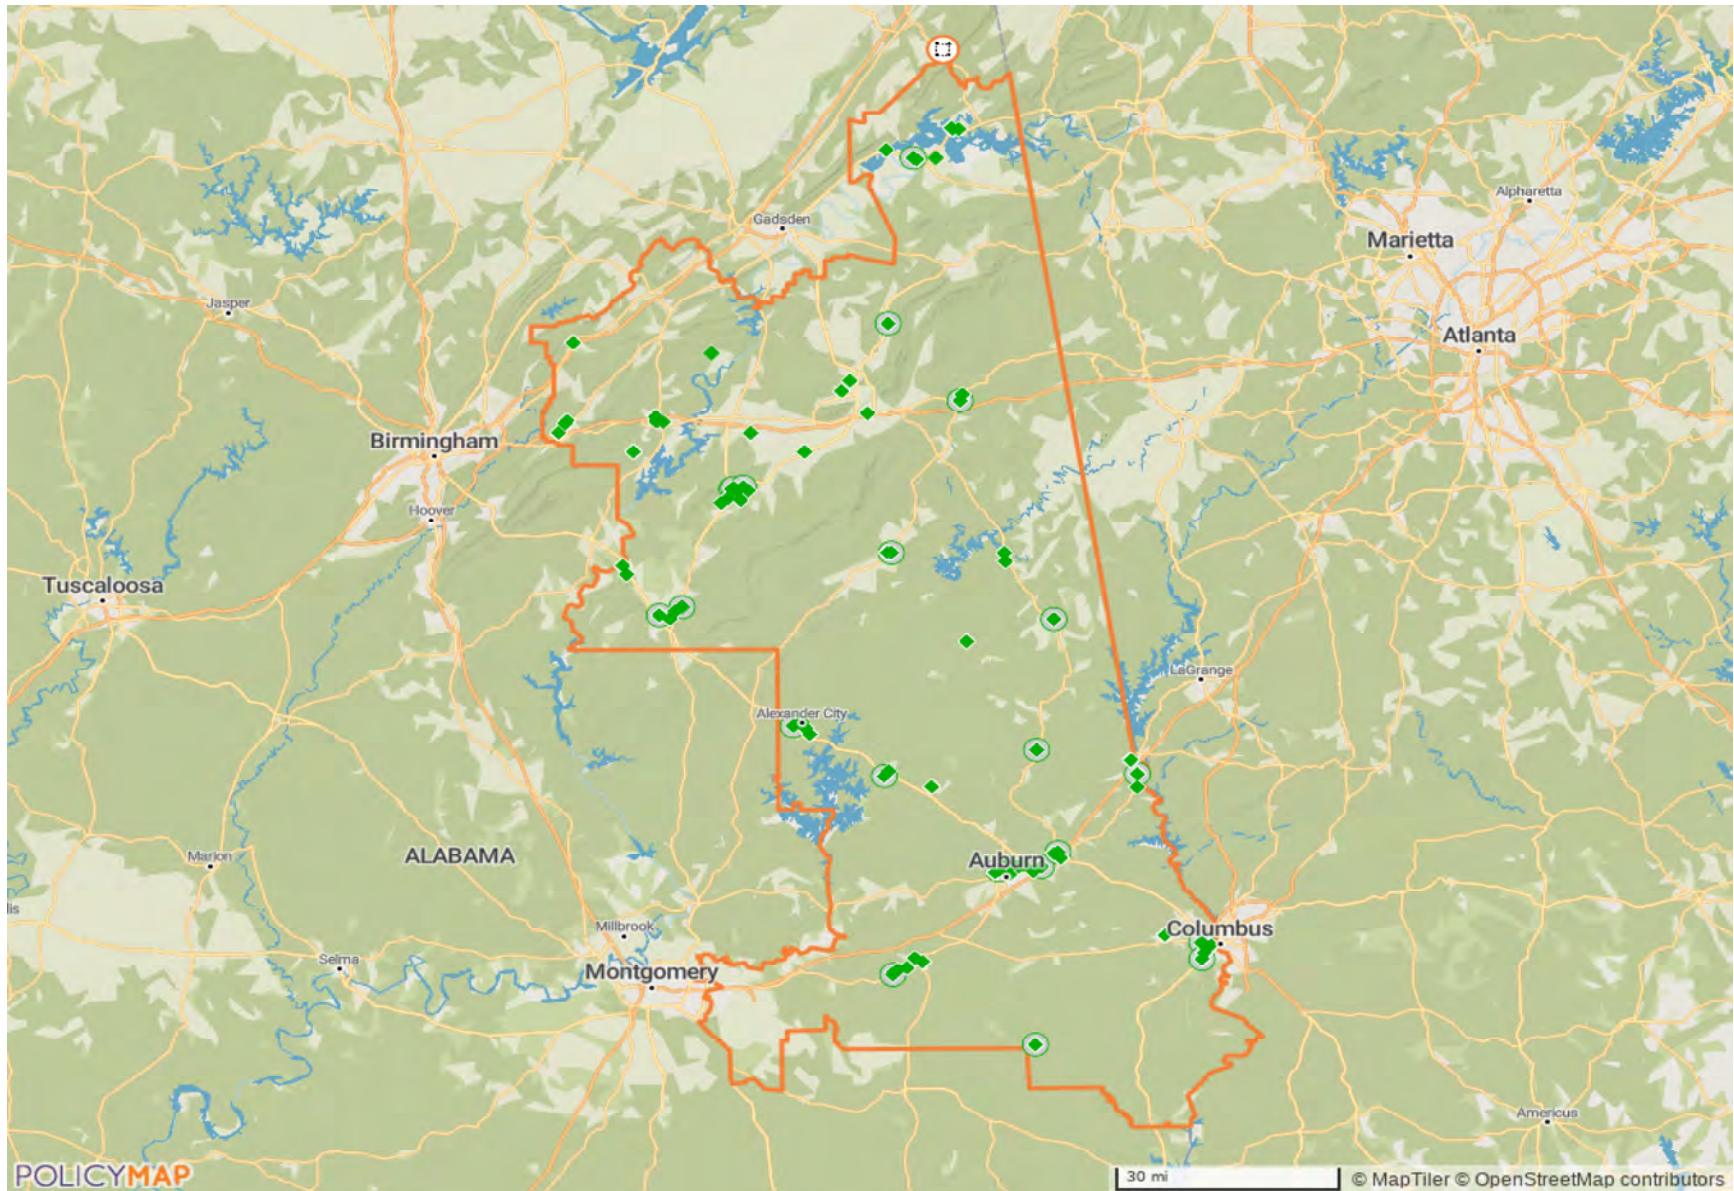 Alpharetta
Marietta
Gadsden
Jasper
Atlanta
Birmingham
Hoover
Tuscaloosa
LaGrange
Alexander City
Marion
ALABAMA
Auburn
lis
Millbrook
Columbus
Selma
Montgomery
Americus
POLICYMAP
30 mi
© MapTiler © OpenStreetMap contributors